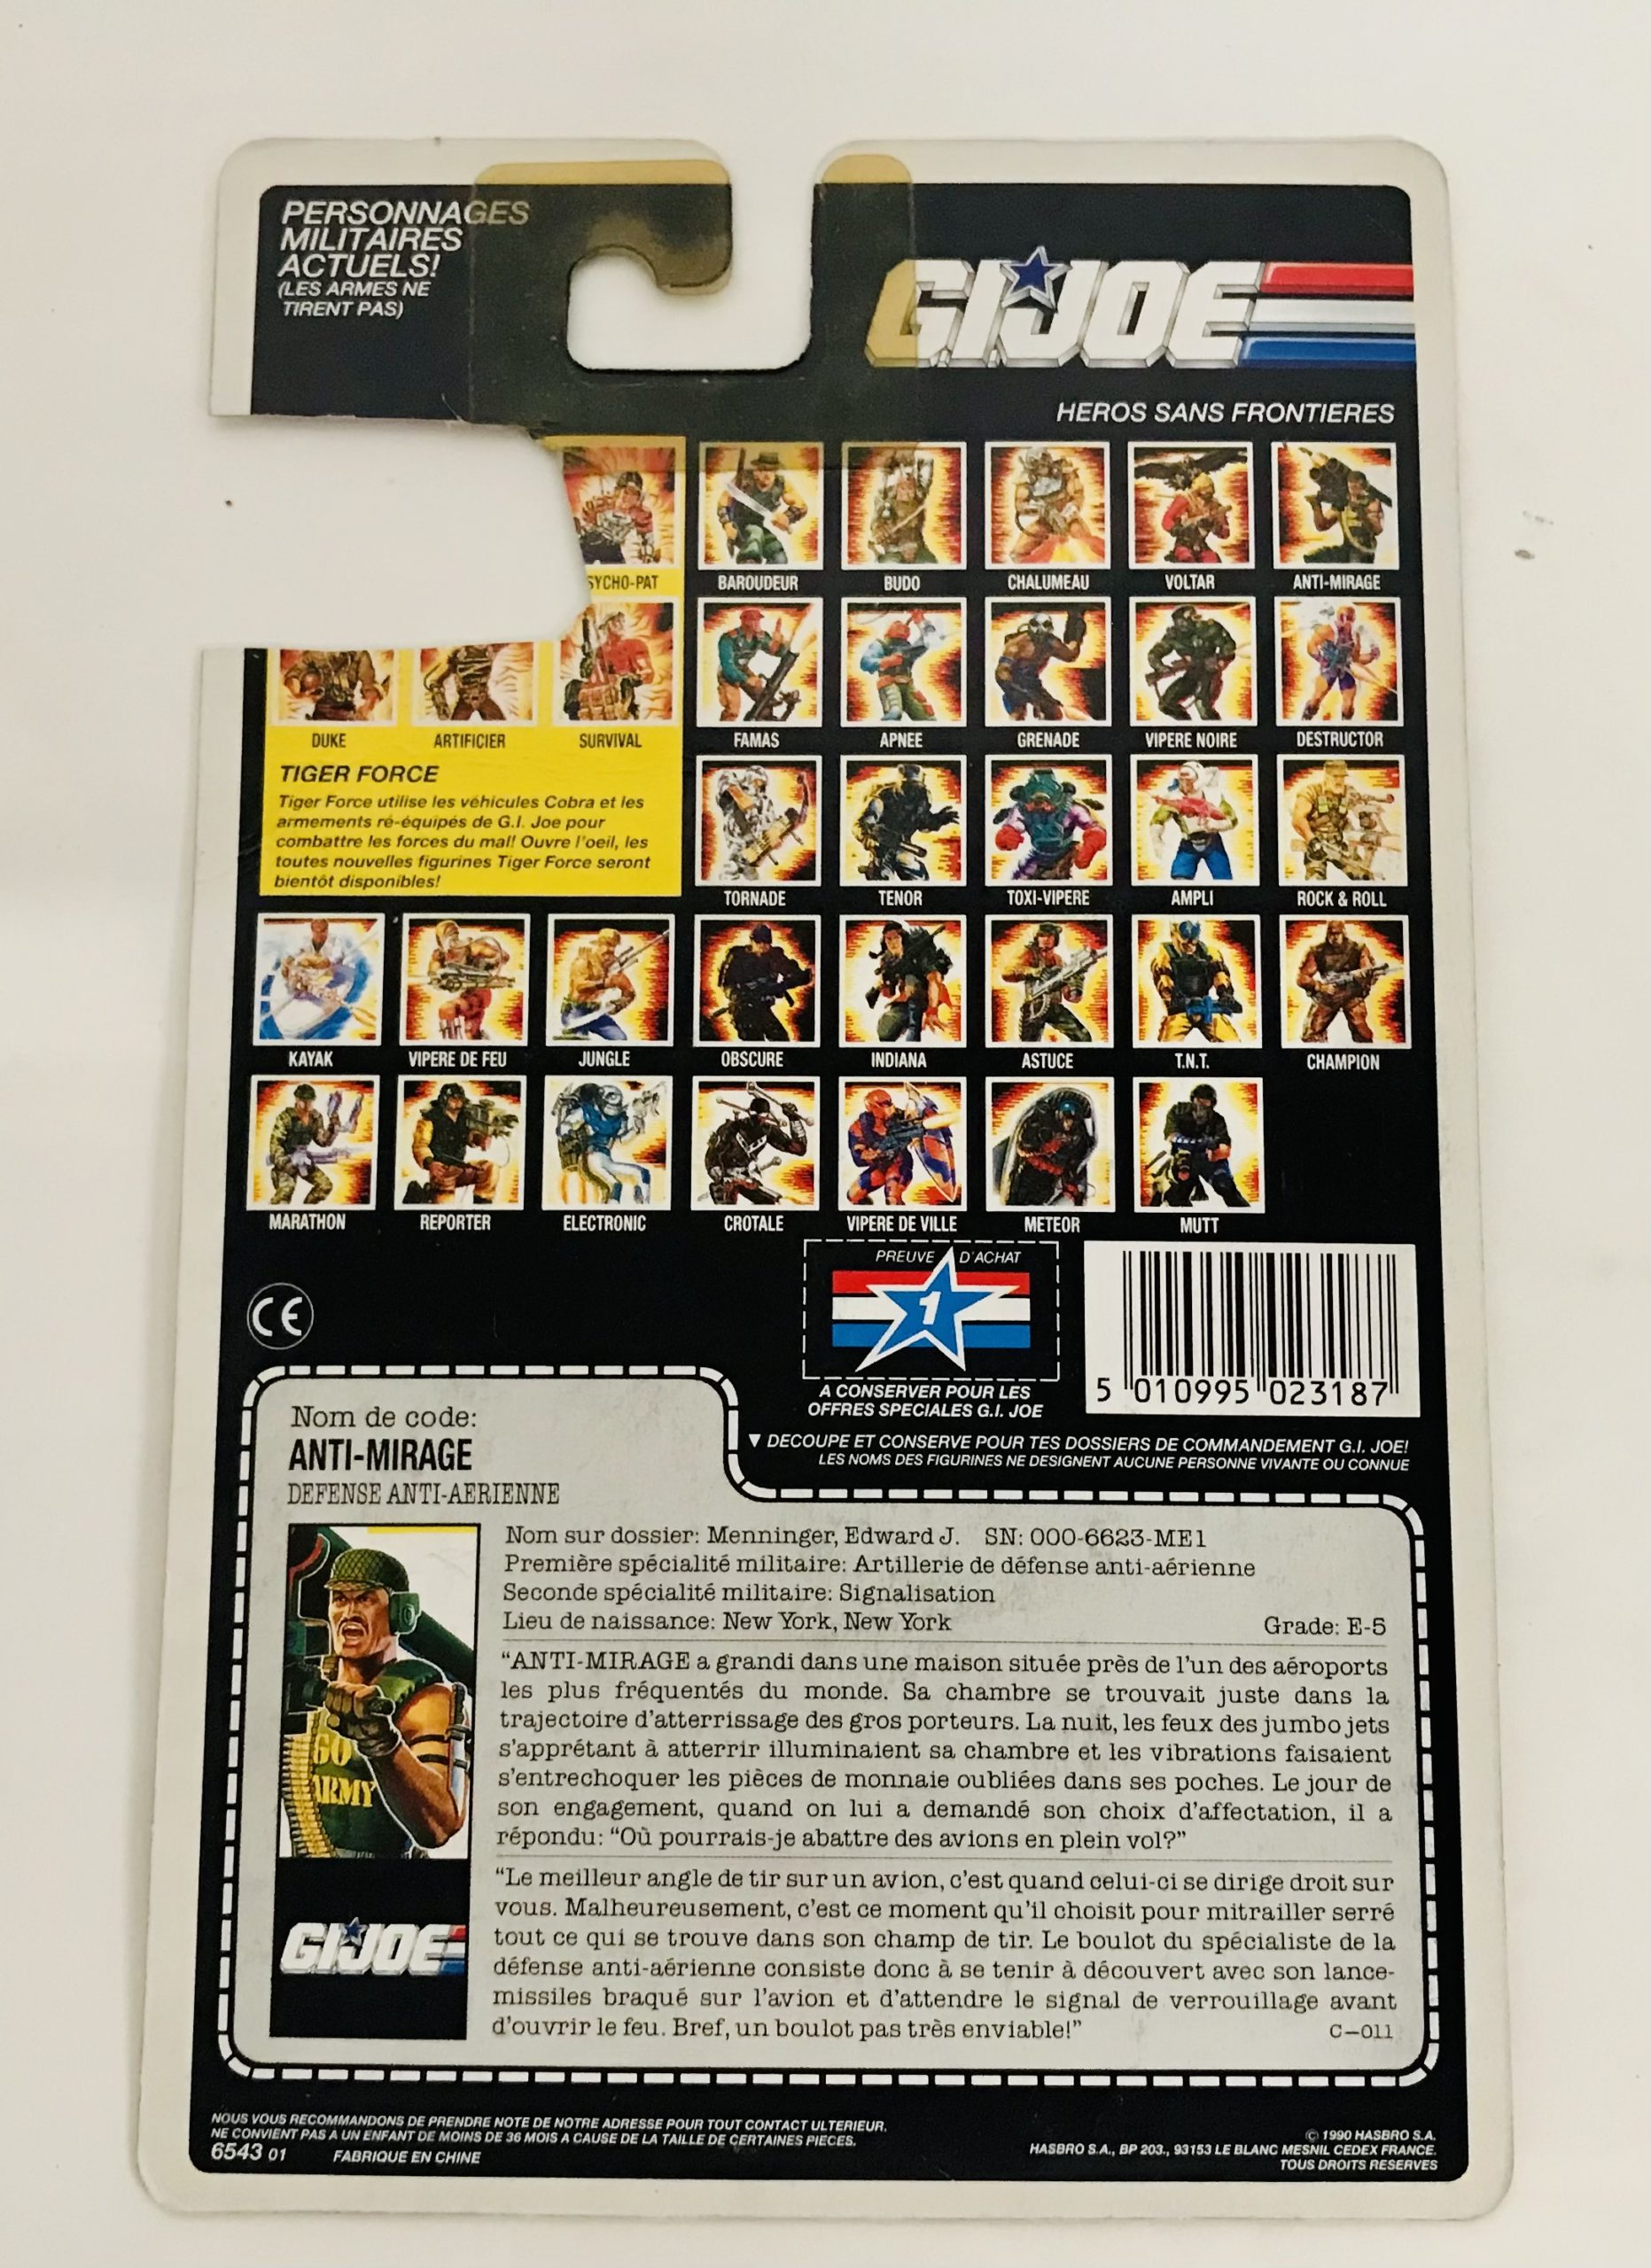 PERSONNAGES
MILITAIRES
ACTUELS!
(LES ARMES NE
TIRENT PAS)
G.I. JOE
HEROS SANS FRONTIERES
SYCHO-PAT BAROUDEUR BUDO CHALUMEAU VOLTAR ANTI-MIRAGE
DUKE ARTIFICIER SURVIVAL FAMAS APNEE GRENADE VIPERE NOIRE DESTRUCTOR
TIGER FORCE
Tiger Force utilise les véhicules Cobra et les
armements ré-équipés de G.I. Joe pour
combattre les forces du mal! Ouvre l'oeil, les
toutes nouvelles figurines Tiger Force seront
bientôt disponibles!
TORNADE TENOR TOXI-VIPERE AMPLI ROCK & ROLL
KAYAK VIPERE DE FEU JUNGLE OBSCURE INDIANA ASTUCE T.N.T. CHAMPION
MARATHON REPORTER ELECTRONIC CROTALE VIPERE DE VILLE METEOR MUTT
CE
PREUVE D'ACHAT
1
A CONSERVER POUR LES
OFFRES SPECIALES G.I. JOE
5 010995 023187
▼ DECOUPE ET CONSERVE POUR TES DOSSIERS DE COMMANDEMENT G.I. JOE!
LES NOMS DES FIGURINES NE DESIGNENT AUCUNE PERSONNE VIVANTE OU CONNUE
Nom de code:
ANTI-MIRAGE
DEFENSE ANTI-AERIENNE
GO
ARMY
G.I. JOE
Nom sur dossier: Menninger, Edward J. SN: 000-6623-ME1
Première spécialité militaire: Artillerie de défense anti-aérienne
Seconde spécialité militaire: Signalisation
Lieu de naissance: New York, New York Grade: E-5
"ANTI-MIRAGE a grandi dans une maison située près de l'un des aéroports
les plus fréquentés du monde. Sa chambre se trouvait juste dans la
trajectoire d'atterrissage des gros porteurs. La nuit, les feux des jumbo jets
s'apprétant à atterrir illuminaient sa chambre et les vibrations faisaient
s'entrechoquer les pièces de monnaie oubliées dans ses poches. Le jour de
son engagement, quand on lui a demandé son choix d'affectation, il a
répondu: "Où pourrais-je abattre des avions en plein vol?"
"Le meilleur angle de tir sur un avion, c'est quand celui-ci se dirige droit sur
vous. Malheureusement, c'est ce moment qu'il choisit pour mitrailler serré
tout ce qui se trouve dans son champ de tir. Le boulot du spécialiste de la
défense anti-aérienne consiste donc à se tenir à découvert avec son lance-
missiles braqué sur l'avion et d'attendre le signal de verrouillage avant
d'ouvrir le feu. Bref, un boulot pas très enviable!" C-011
NOUS VOUS RECOMMANDONS DE PRENDRE NOTE DE NOTRE ADRESSE POUR TOUT CONTACT ULTERIEUR.
NE CONVIENT PAS A UN ENFANT DE MOINS DE 36 MOIS A CAUSE DE LA TAILLE DE CERTAINES PIECES.
6543 01 FABRIQUE EN CHINE
© 1990 HASBRO S.A.
HASBRO S.A., BP 203., 93153 LE BLANC MESNIL CEDEX FRANCE.
TOUS DROITS RESERVES